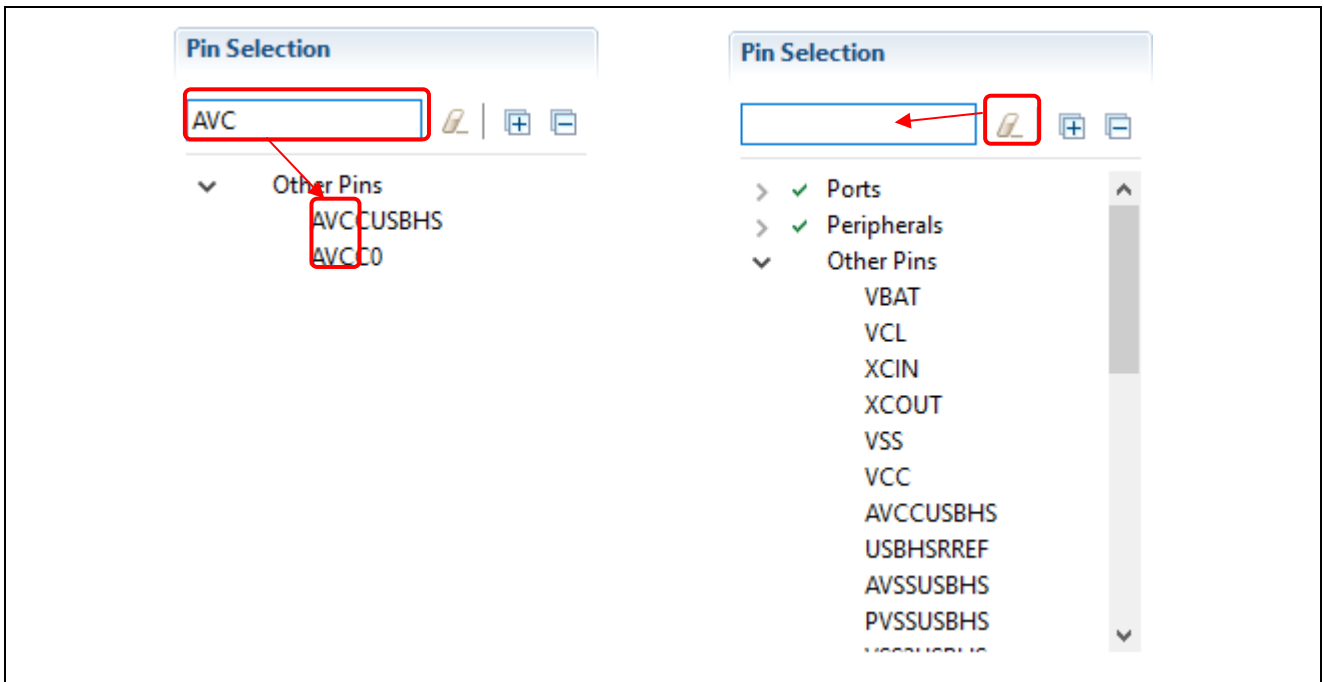 Pin Selection
AVC
Other Pins
AVCCUSBHS
AVCC0
Pin Selection
Ports
Peripherals
Other Pins
VBAT
VCL
XCIN
XCOUT
VSS
VCC
AVCCUSBHS
USBHSRREF
AVSSUSBHS
PVSSUSBHS